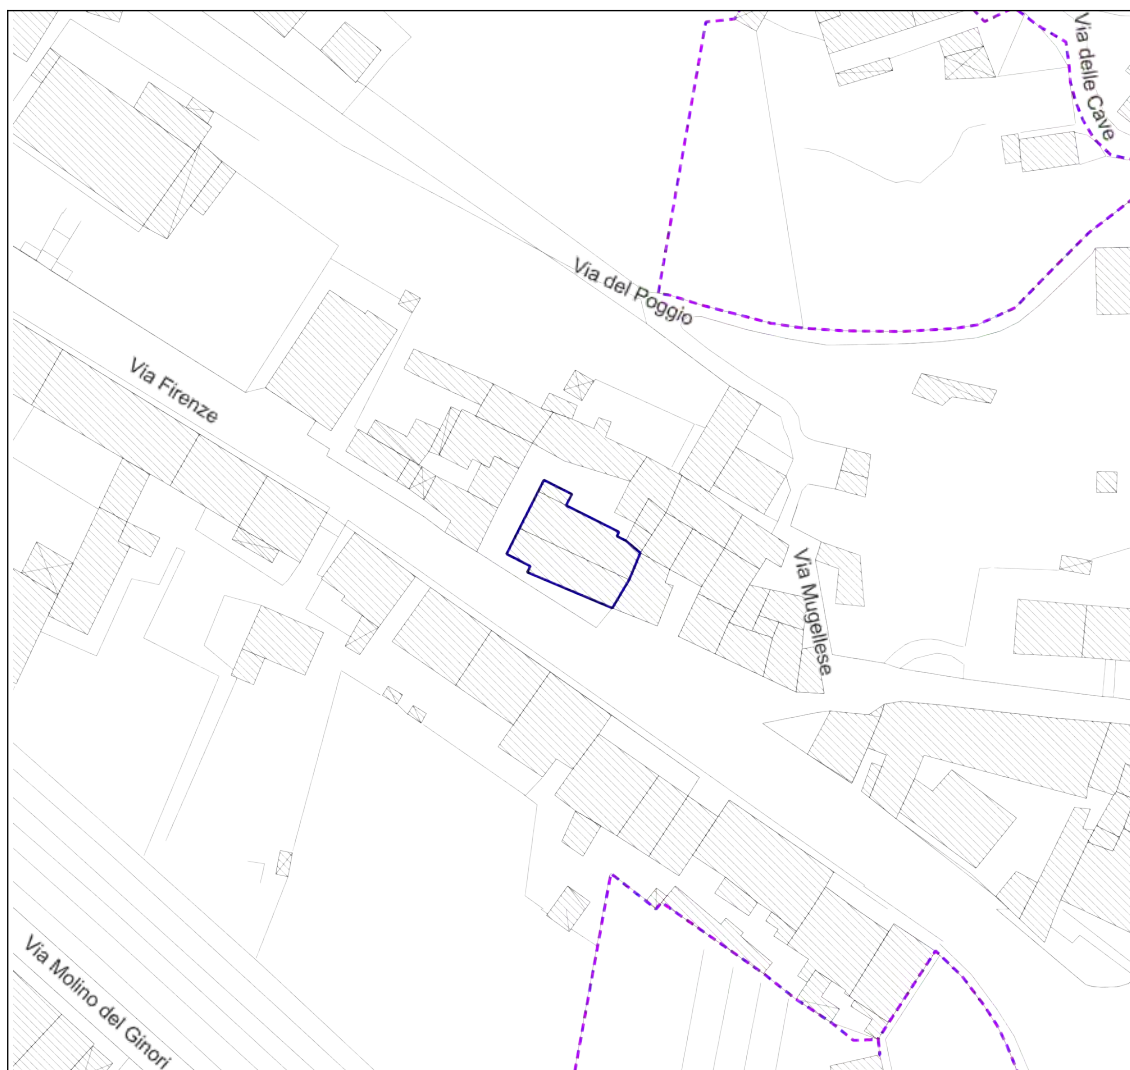 Via delle Cave
Via del Poggio
Via Firenze
Via Mugellese
Via Molino del Ginori